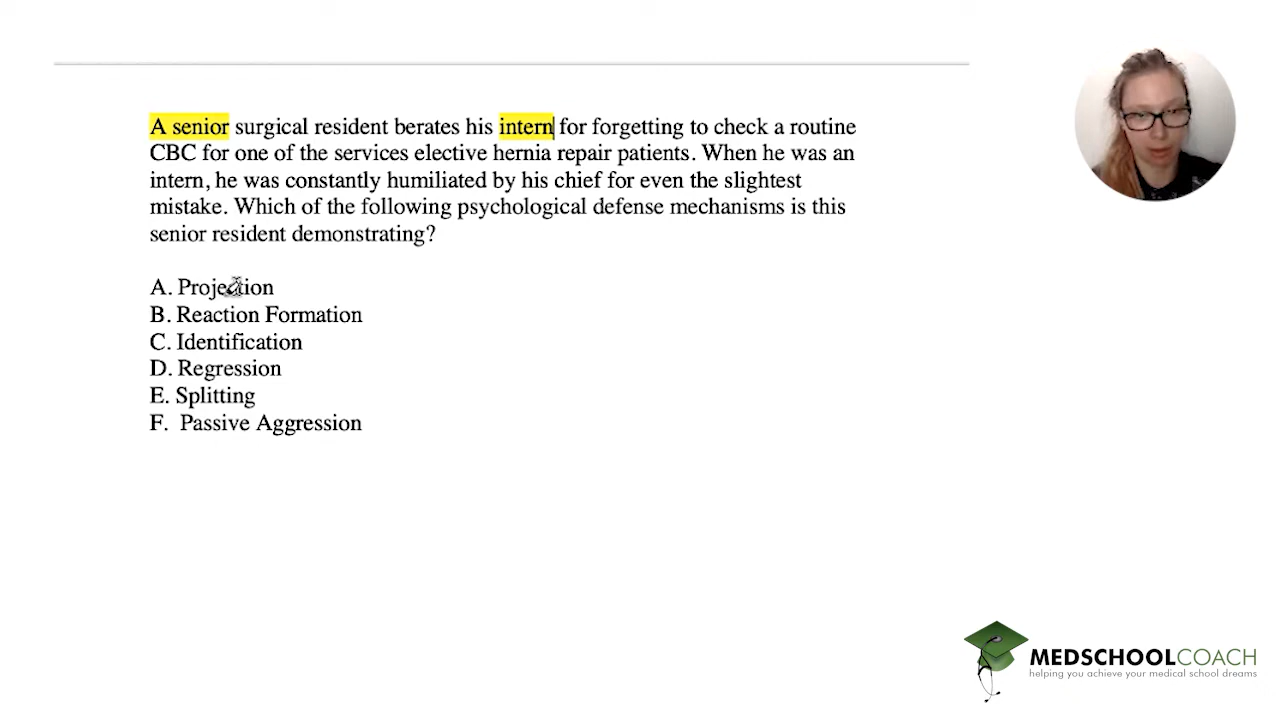 A senior surgical resident berates his intern for forgetting to check a routine
CBC for one of the services elective hernia repair patients. When he was an
intern, he was constantly humiliated by his chief for even the slightest
mistake. Which of the following psychological defense mechanisms is this
senior resident demonstrating?
A. Projection
B. Reaction Formation
C. Identification
D. Regression
E. Splitting
F. Passive Aggression
MEDSCHOOLCOACH
helping you achieve your medical school dreams